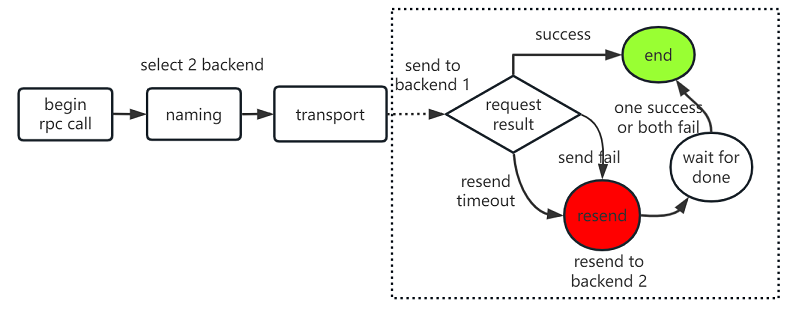 select 2 backend
begin
rpc call
naming
transport
send to
backend 1
request
result
success
end
send fail
resend
timeout
resend
resend to
backend 2
wait for
done
one success
or both fail